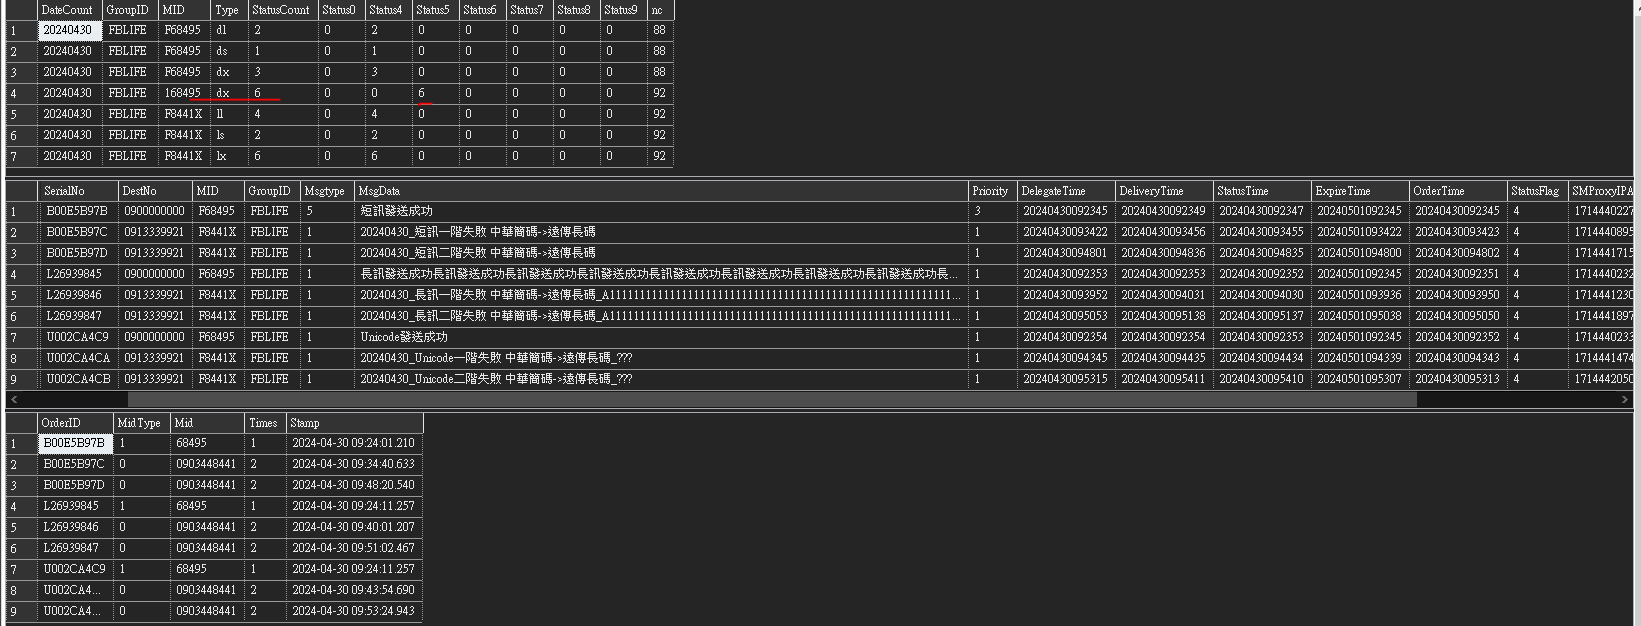 DateCount GroupID MID Type StatusCount Status0 Status4 Status5 Status6 Status7 Status8 Status9 nc
1 20240430 FBLIFE F68495 dl 2 0 2 0 0 0 0 0 88
2 20240430 FBLIFE F68495 ds 1 0 1 0 0 0 0 0 88
3 20240430 FBLIFE F68495 dx 3 0 3 0 0 0 0 0 88
4 20240430 FBLIFE 168495 dx 6 0 0 6 0 0 0 0 92
5 20240430 FBLIFE F8441X ll 4 0 4 0 0 0 0 0 92
6 20240430 FBLIFE F8441X ls 2 0 2 0 0 0 0 0 92
7 20240430 FBLIFE F8441X lx 6 0 6 0 0 0 0 0 92
SerialNo DestNo MID GroupID Msgtype MsgData Priority DelegateTime DeliveryTime StatusTime ExpireTime OrderTime StatusFlag SMProxyIPA
1 B00E5B97B 0900000000 F68495 FBLIFE 5 短訊發送成功 3 20240430092345 20240430092349 20240430092347 20240501092345 20240430092345 4 1714440227
2 B00E5B97C 0913339921 F8441X FBLIFE 1 20240430_短訊一階失敗 中華簡碼->遠傳長碼 1 20240430093422 20240430093456 20240430093455 20240501093422 20240430093423 4 1714440895
3 B00E5B97D 0913339921 F8441X FBLIFE 1 20240430_短訊二階失敗 中華簡碼->遠傳長碼 1 20240430094801 20240430094836 20240430094835 20240501094800 20240430094802 4 1714441715
4 L26939845 0900000000 F68495 FBLIFE 1 長訊發送成功長訊發送成功長訊發送成功長訊發送成功長訊發送成功長訊發送成功長訊發送成功長訊發送成功長... 1 20240430092353 20240430092353 20240430092352 20240501092345 20240430092351 4 1714440232
5 L26939846 0913339921 F8441X FBLIFE 1 20240430_長訊一階失敗 中華簡碼->遠傳長碼_A11111111111111111111111111111111111111111111111111111... 1 20240430093952 20240430094031 20240430094030 20240501093936 20240430093950 4 1714441230
6 L26939847 0913339921 F8441X FBLIFE 1 20240430_長訊二階失敗 中華簡碼->遠傳長碼_A11111111111111111111111111111111111111111111111111111... 1 20240430095053 20240430095138 20240430095137 20240501095038 20240430095050 4 1714441897
7 U002CA4C9 0900000000 F68495 FBLIFE 1 Unicode發送成功 1 20240430092354 20240430092354 20240430092353 20240501092345 20240430092352 4 1714440233
8 U002CA4CA 0913339921 F8441X FBLIFE 1 20240430_Unicode一階失敗 中華簡碼->遠傳長碼_??? 1 20240430094345 20240430094435 20240430094434 20240501094339 20240430094343 4 1714441474
9 U002CA4CB 0913339921 F8441X FBLIFE 1 20240430_Unicode二階失敗 中華簡碼->遠傳長碼_??? 1 20240430095315 20240430095411 20240430095410 20240501095307 20240430095313 4 1714442050
OrderID MidType Mid Times Stamp
1 B00E5B97B 1 68495 1 2024-04-30 09:24:01.210
2 B00E5B97C 0 0903448441 2 2024-04-30 09:34:40.633
3 B00E5B97D 0 0903448441 2 2024-04-30 09:48:20.540
4 L26939845 1 68495 1 2024-04-30 09:24:11.257
5 L26939846 0 0903448441 2 2024-04-30 09:40:01.207
6 L26939847 0 0903448441 2 2024-04-30 09:51:02.467
7 U002CA4C9 1 68495 1 2024-04-30 09:24:11.257
8 U002CA4... 0 0903448441 2 2024-04-30 09:43:54.690
9 U002CA4... 0 0903448441 2 2024-04-30 09:53:24.943